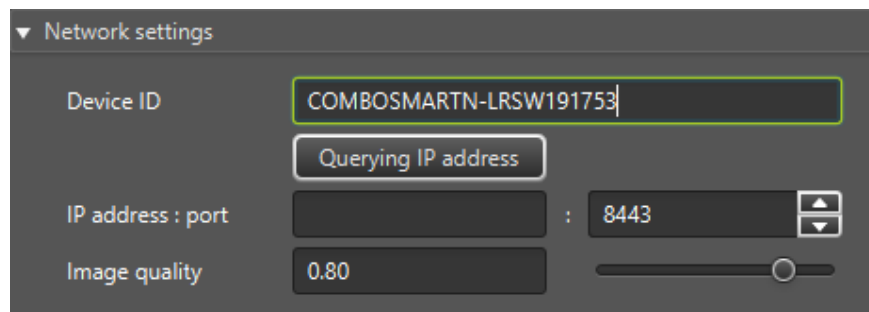 Network settings
Device ID COMBOSMARTN-LRSW191753
Querying IP address
IP address : port : 8443
Image quality 0.80